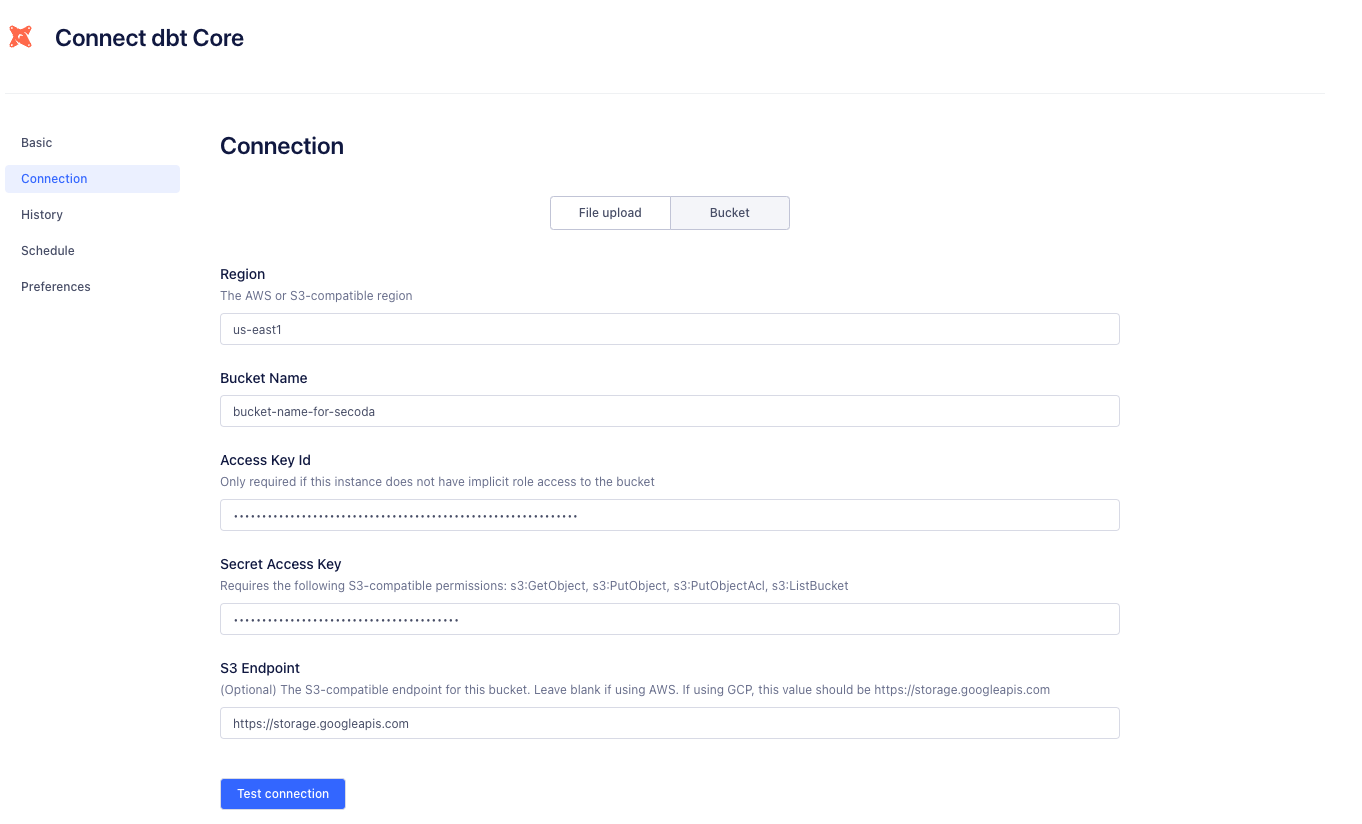 Connect dbt Core
Basic
Connection
History
Schedule
Preferences
Connection
File upload
Bucket
Region
The AWS or S3-compatible region
us-east1
Bucket Name
bucket-name-for-secoda
Access Key Id
Only required if this instance does not have implicit role access to the bucket
Secret Access Key
Requires the following S3-compatible permissions: s3:GetObject, s3:PutObject, s3:PutObjectAcl, s3:ListBucket
S3 Endpoint
(Optional) The S3-compatible endpoint for this bucket. Leave blank if using AWS. If using GCP, this value should be https://storage.googleapis.com
https://storage.googleapis.com
Test connection